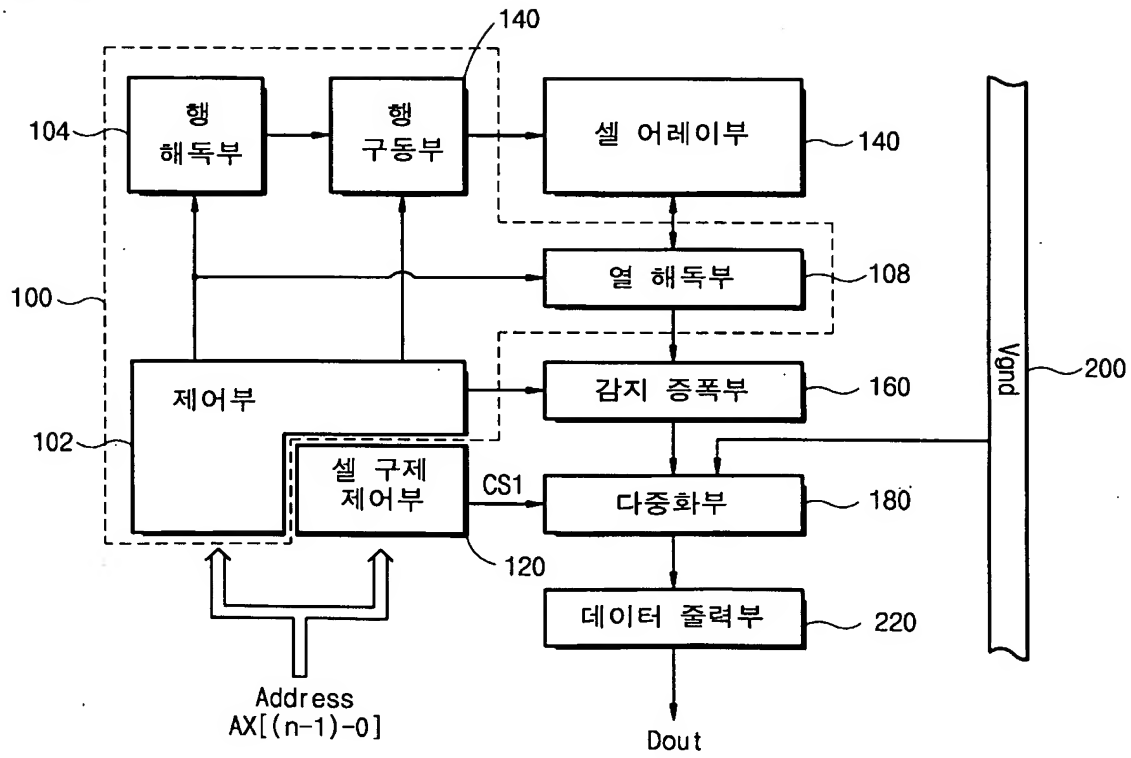 140
행
해독부
행
구동부
셀 어레이부
104
140
열 해독부
108
100
제어부
감지 증폭부
160
Vgnd
200
102
셀 구제
제어부
CS1
다중화부
180
120
데이터 줄력부
220
Address
AX[(n-1)-0]
Dout